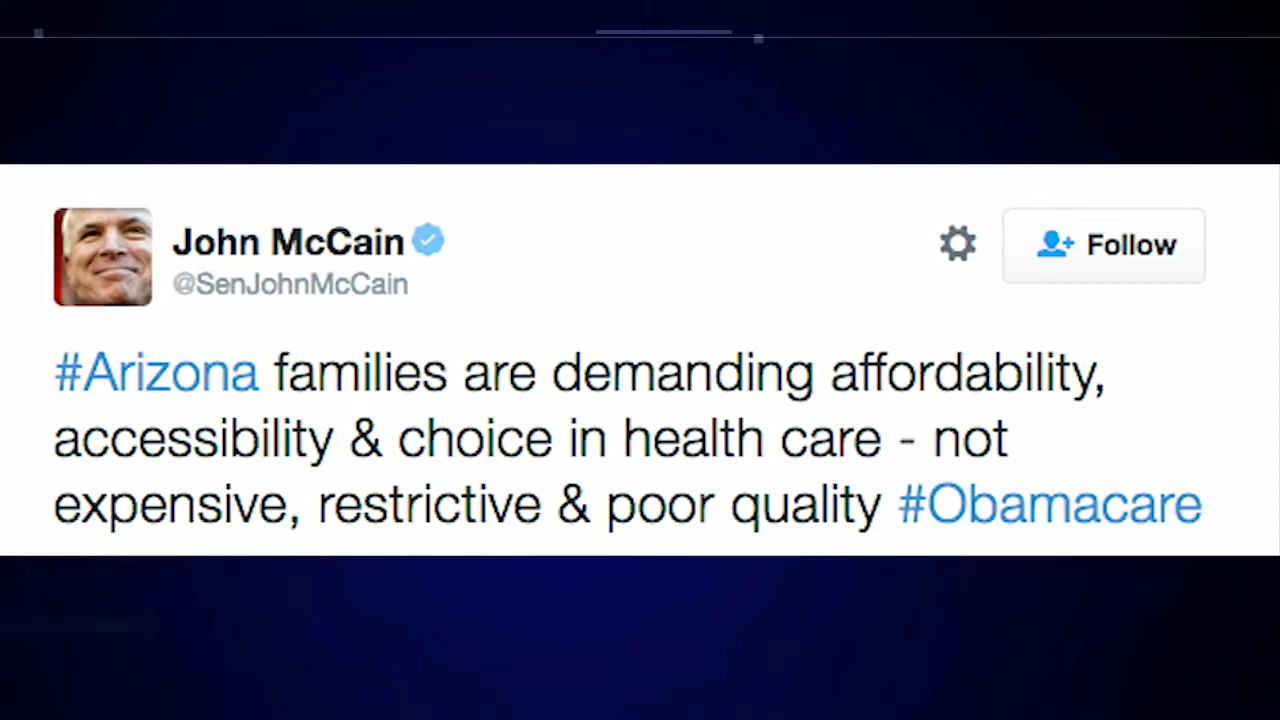 John McCain
@SenJohnMcCain
Follow
#Arizona families are demanding affordability,
accessibility & choice in health care - not
expensive, restrictive & poor quality #Obamacare